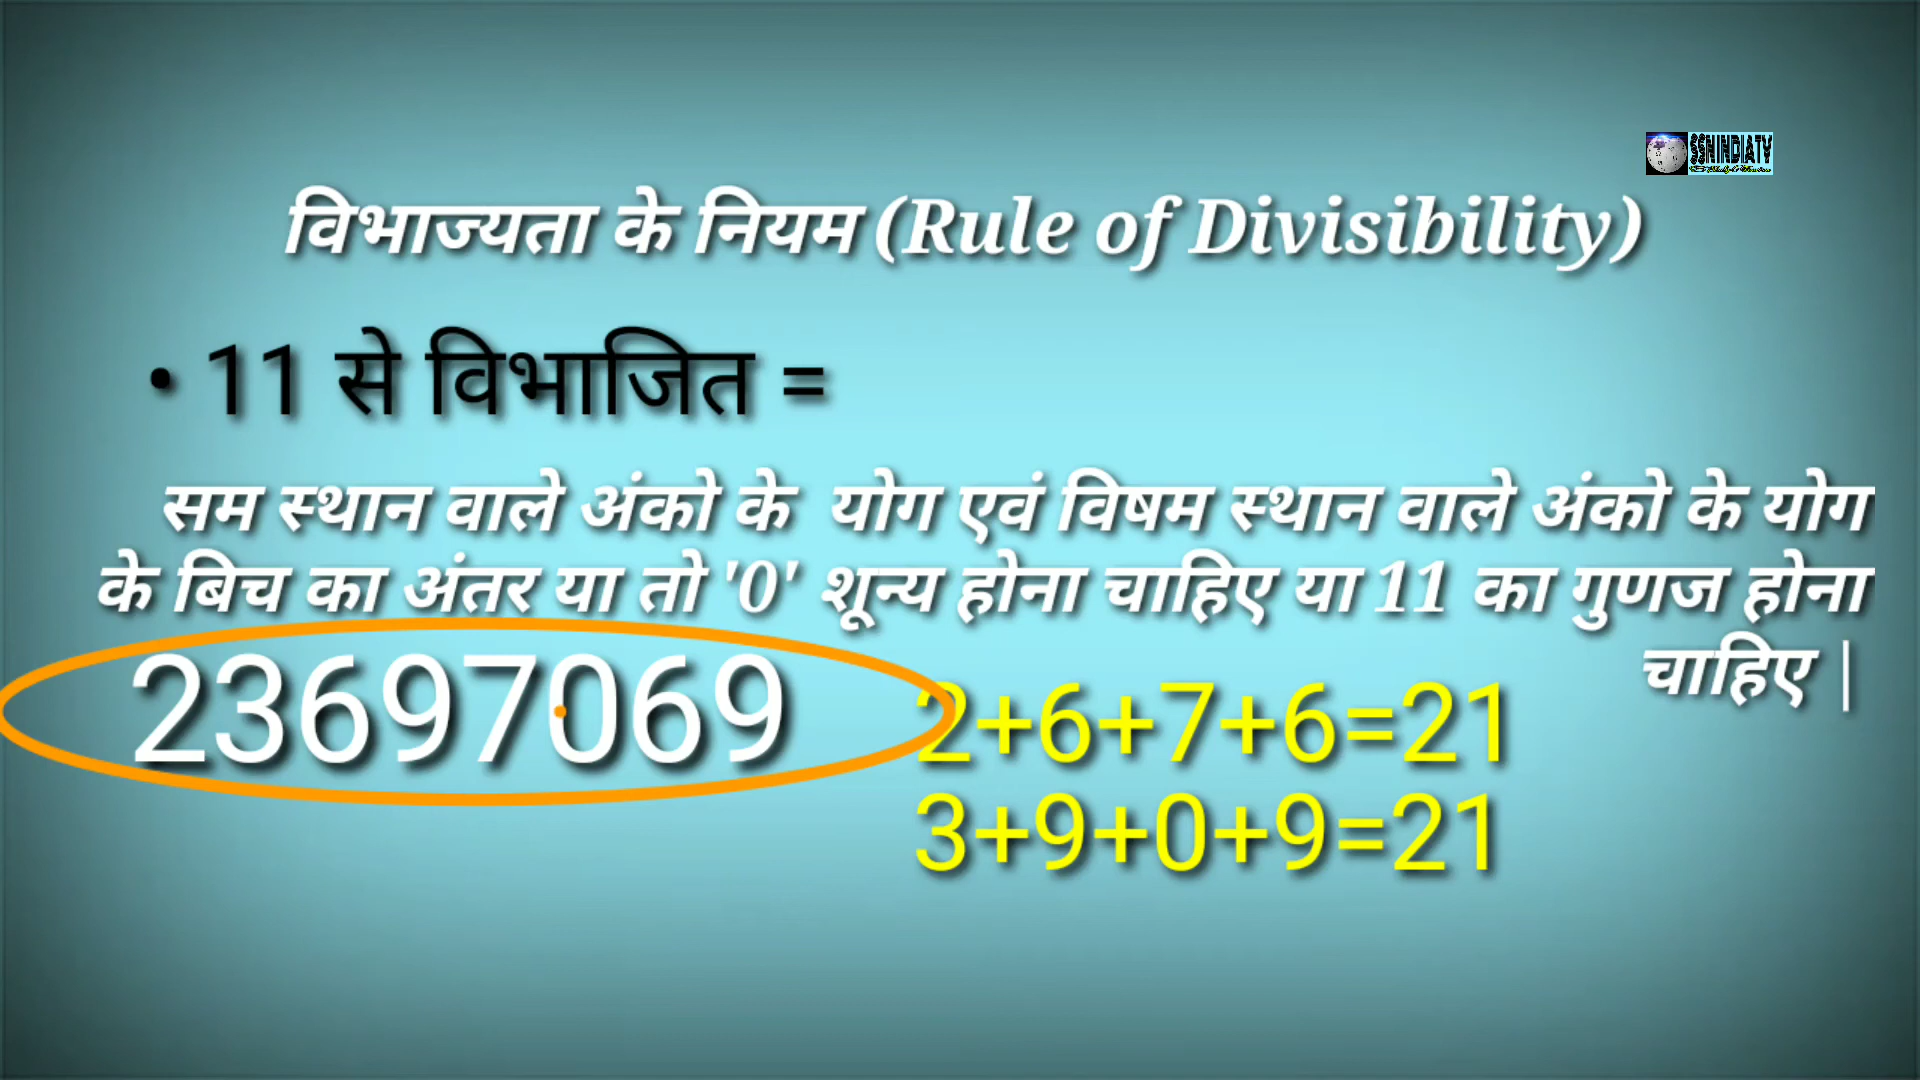 SSNINDIATV
विभाज्यता के नियम (Rule of Divisibility)
• 11 से विभाजित =
सम स्थान वाले अंको के योग एवं विषम स्थान वाले अंको के योग
के बिच का अंतर या तो '0' शून्य होना चाहिए या 11 का गुणज होना
चाहिए |
23697069
2+6+7+6=21
3+9+0+9=21